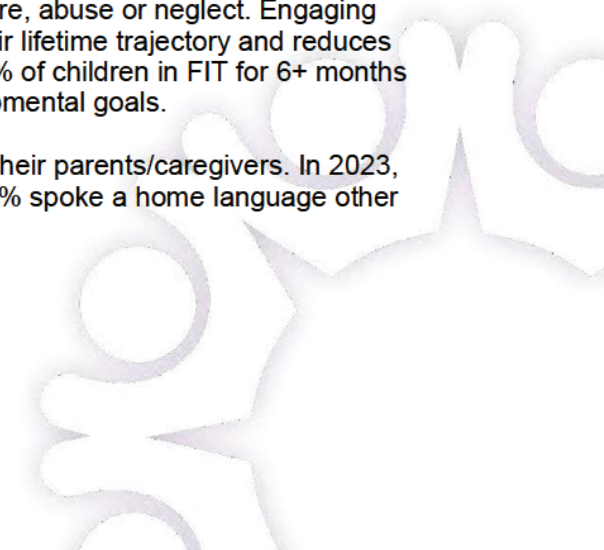 re, abuse or neglect. Engaging
ir lifetime trajectory and reduces
% of children in FIT for 6+ months
omental goals.
heir parents/caregivers. In 2023,
% spoke a home language other